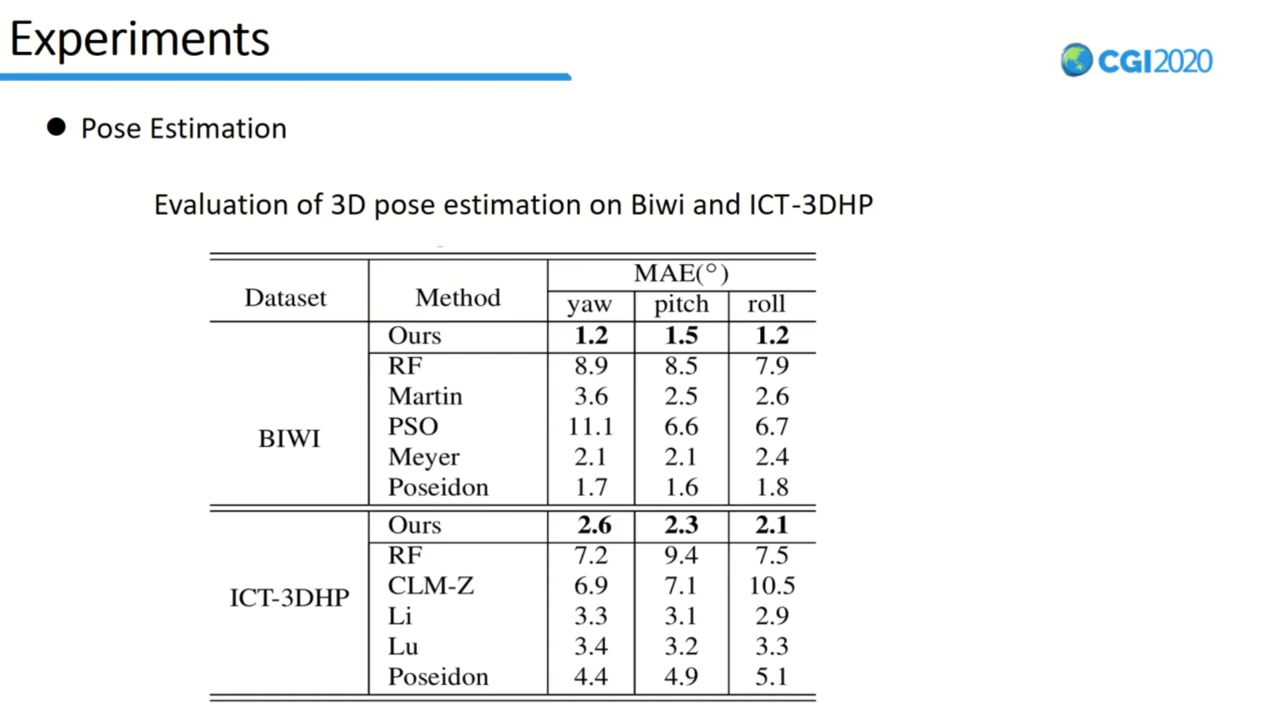 Experiments
CGI2020
● Pose Estimation
Evaluation of 3D pose estimation on Biwi and ICT-3DHP
Dataset Method MAE(°)
yaw pitch roll
BIWI
Ours 1.2 1.5 1.2
RF 8.9 8.5 7.9
Martin 3.6 2.5 2.6
PSO 11.1 6.6 6.7
Meyer 2.1 2.1 2.4
Poseidon 1.7 1.6 1.8
ICT-3DHP
Ours 2.6 2.3 2.1
RF 7.2 9.4 7.5
CLM-Z 6.9 7.1 10.5
Li 3.3 3.1 2.9
Lu 3.4 3.2 3.3
Poseidon 4.4 4.9 5.1